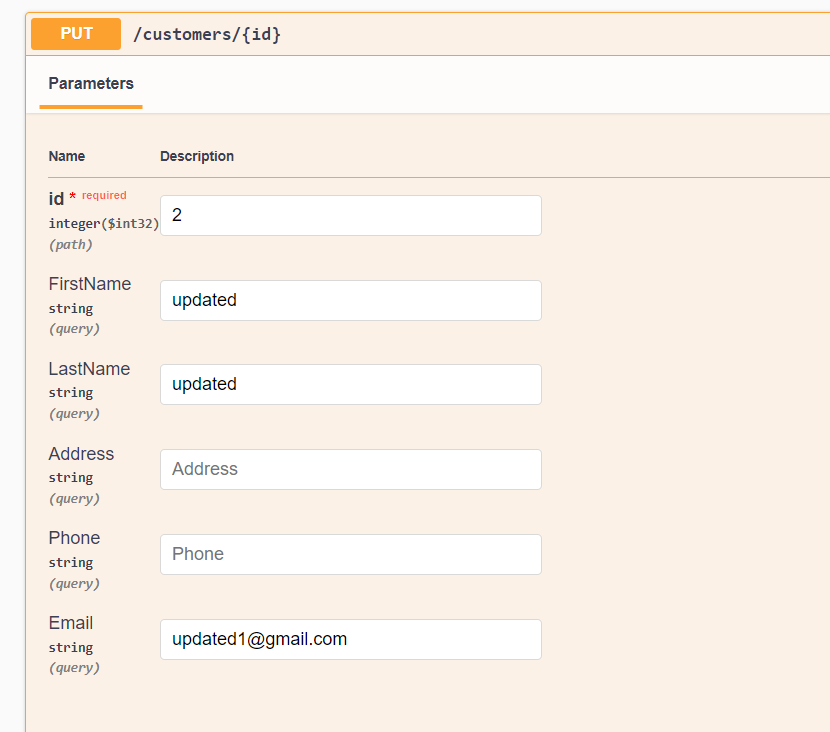 PUT /customers/{id}
Parameters
Name Description
id * required
integer($int32)
(path)
2
FirstName
string
(query)
updated
LastName
string
(query)
updated
Address
string
(query)
Address
Phone
string
(query)
Phone
Email
string
(query)
updated1@gmail.com